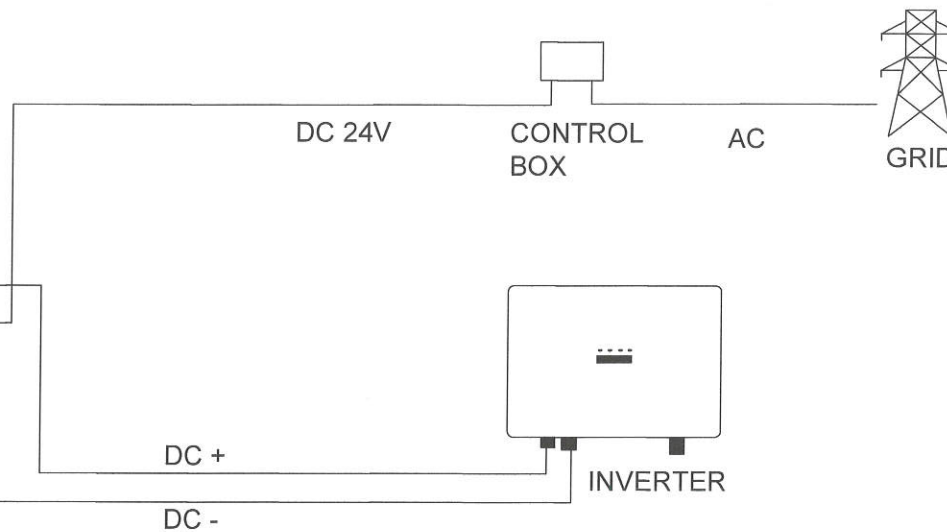 DC 24V
CONTROL
BOX
AC
GRID
DC +
INVERTER
DC -